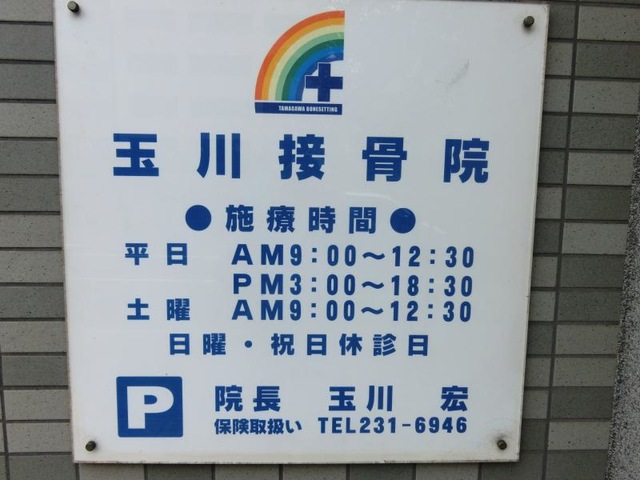 TAMAGAWA BONESETTING
玉川接骨院
●施療時間●
平日 AM9:00～12:30
PM3:00～18:30
土曜 AM9:00～12:30
日曜・祝日休診日
P 院長 玉川 宏
保険取扱い TEL231-6946